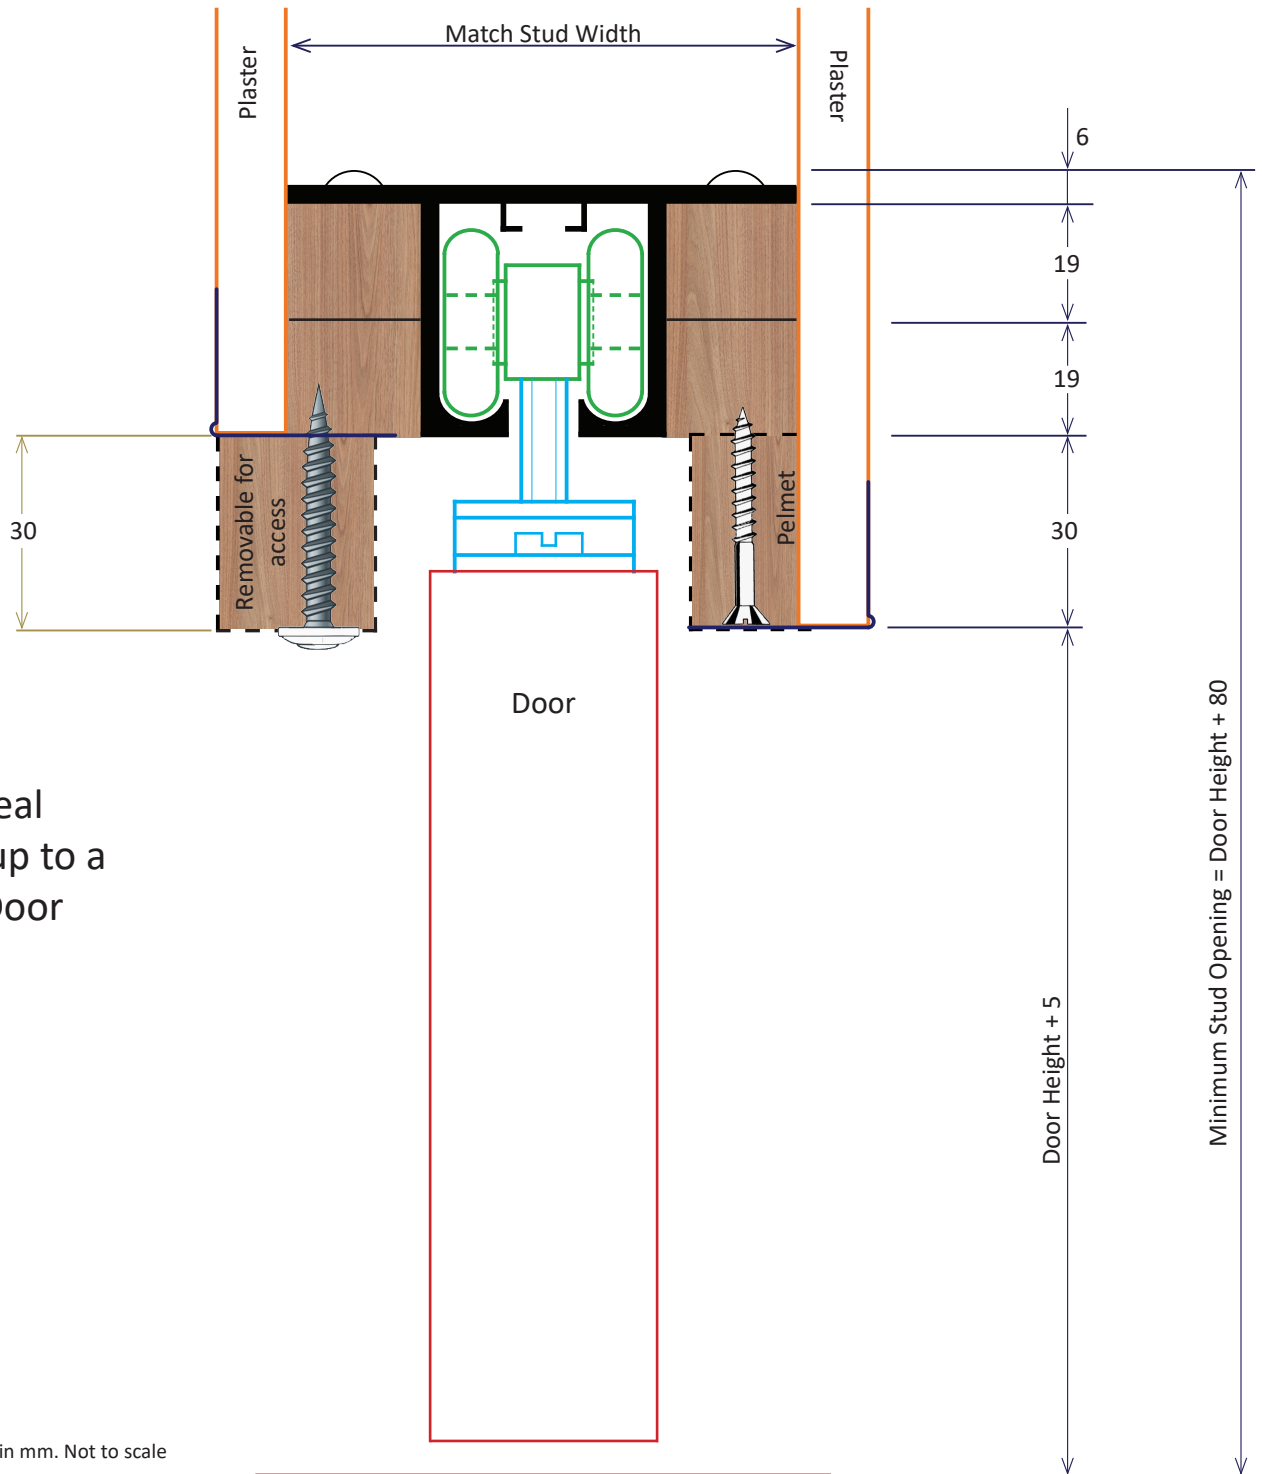 Match Stud Width
Plaster
Plaster
6
19
19
30
30
Removable for
access
Pelmet
Door
eal
up to a
Door
Door Height + 5
Minimum Stud Opening = Door Height + 80
in mm. Not to scale